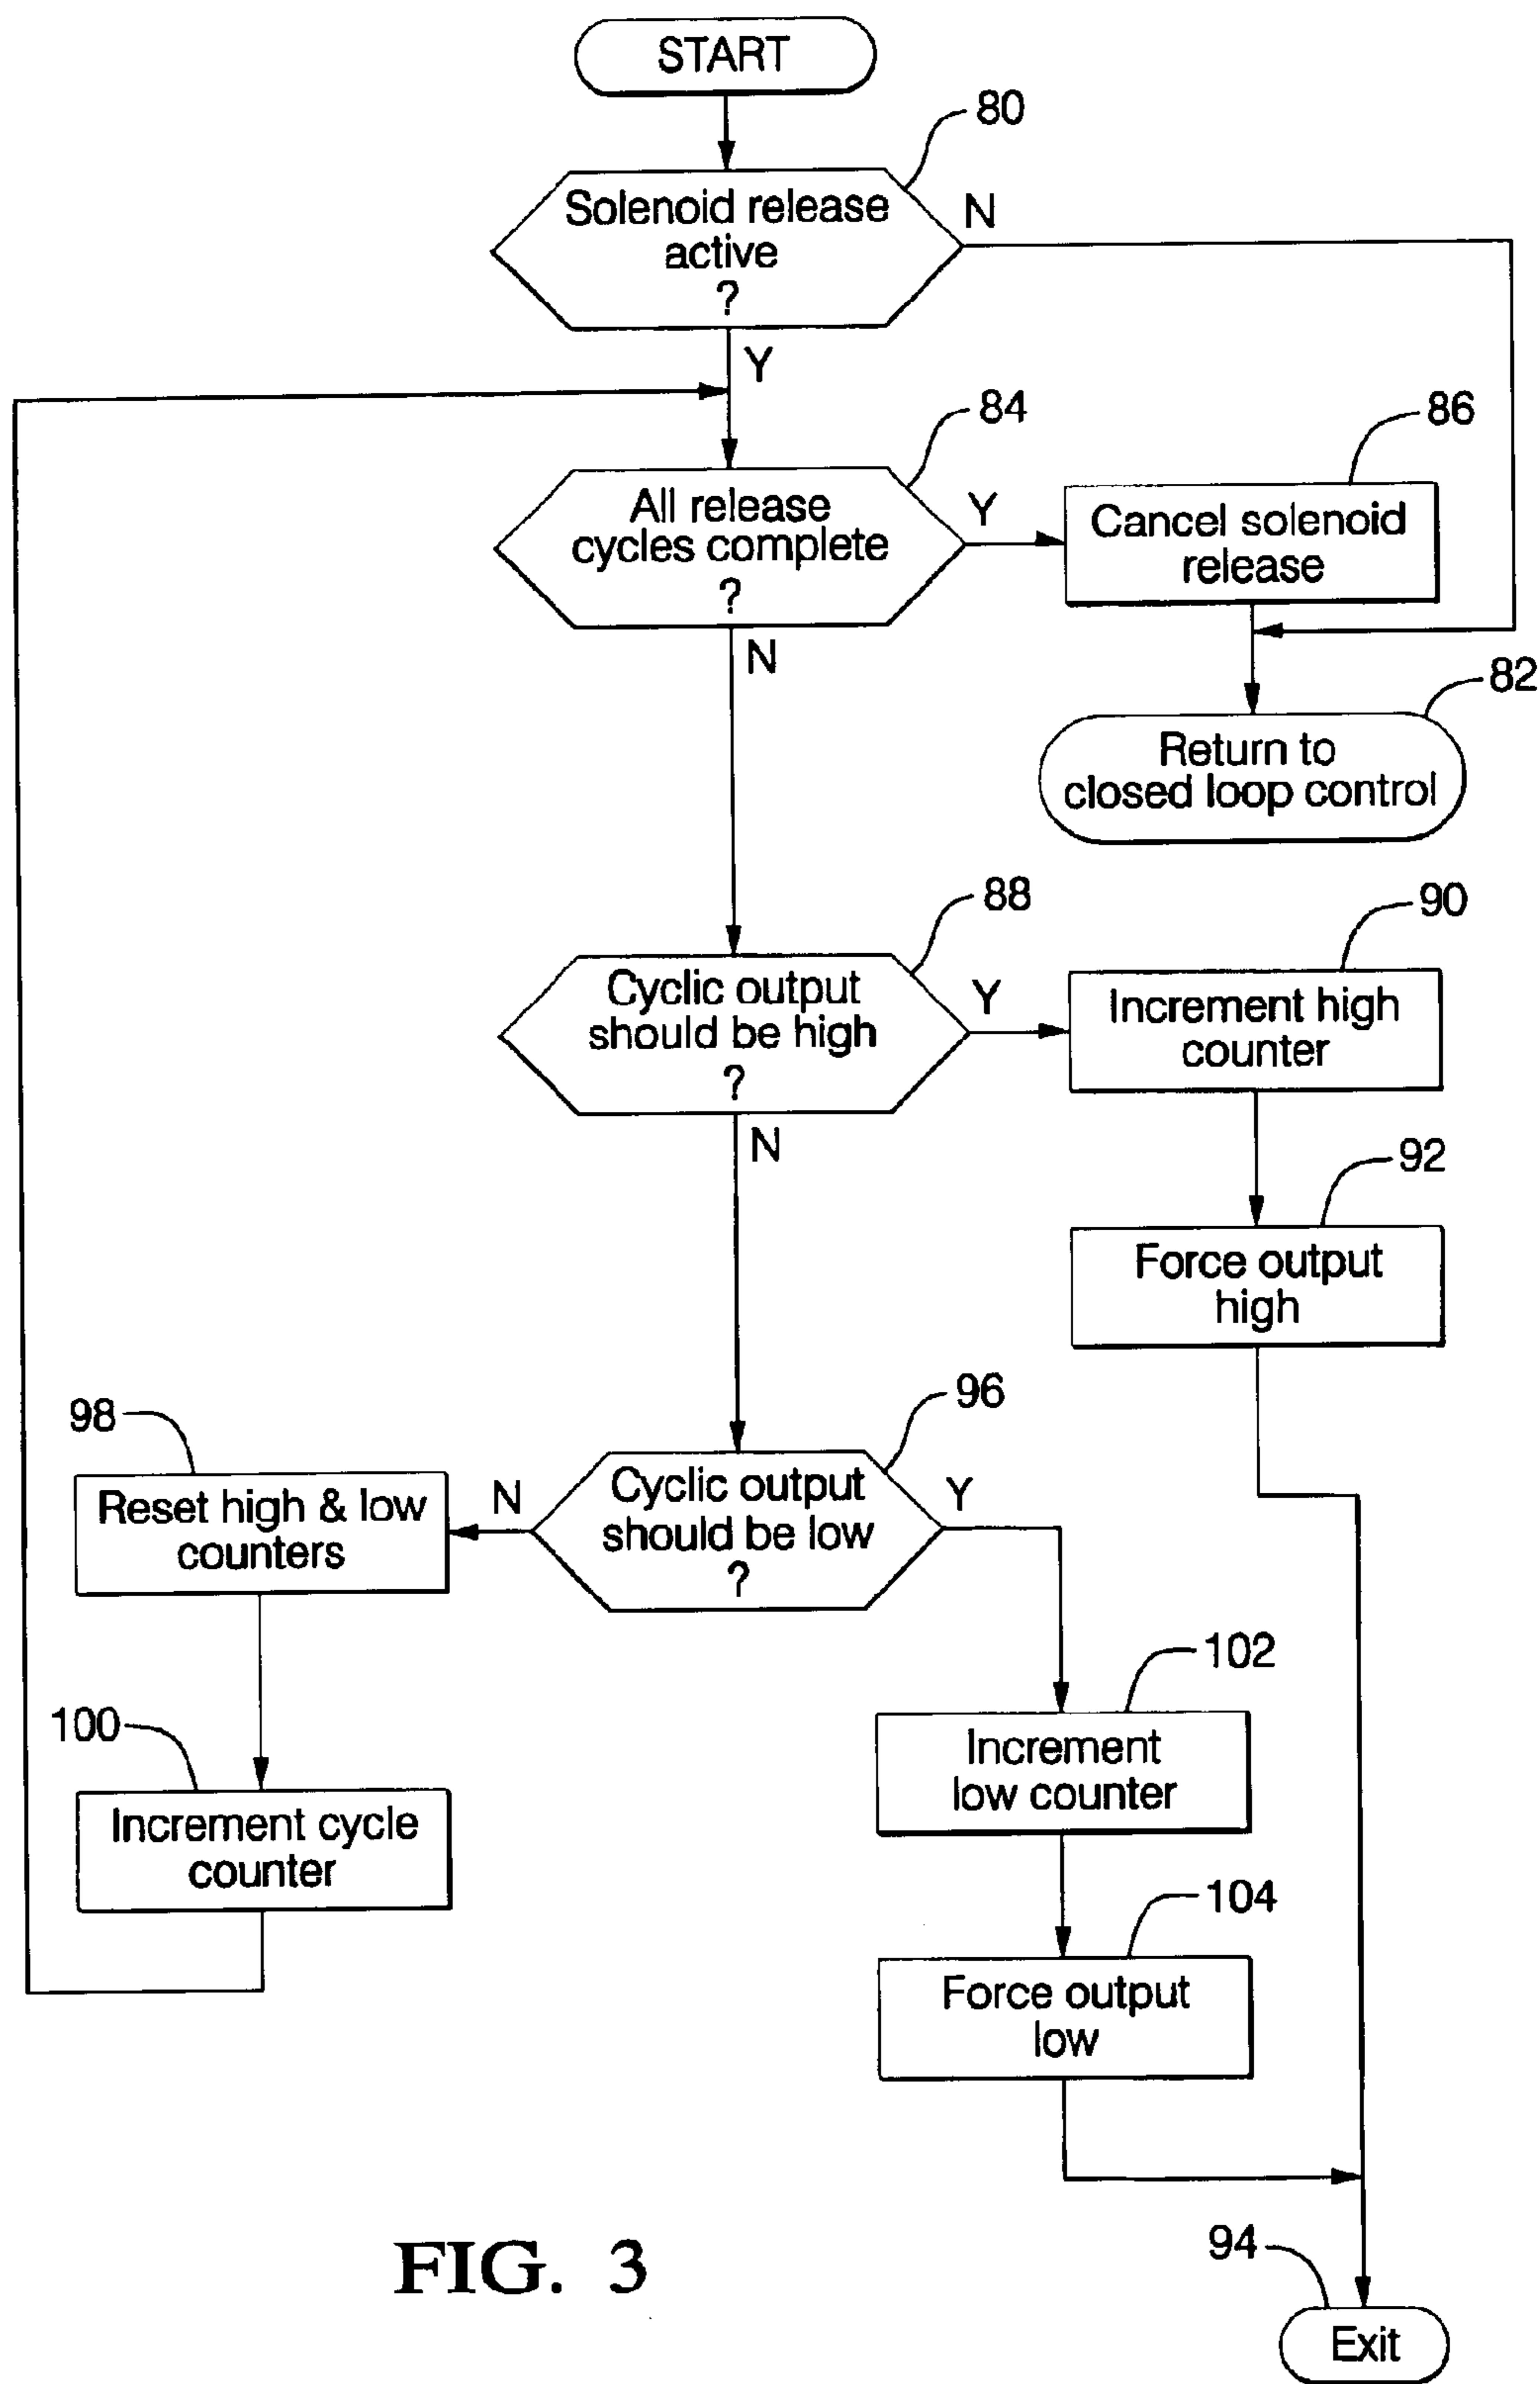 START
80
Solenoid release
active
?
N
Y
84
86
All release
cycles complete
?
Y
Cancel solenoid
release
N
82
Return to
closed loop control
88
90
Cyclic output
should be high
?
Y
Increment high
counter
N
92
Force output
high
96
98
Cyclic output
should be low
?
N
Y
Reset high & low
counters
102
100
Increment
low counter
Increment cycle
counter
104
Force output
low
94
Exit
FIG. 3